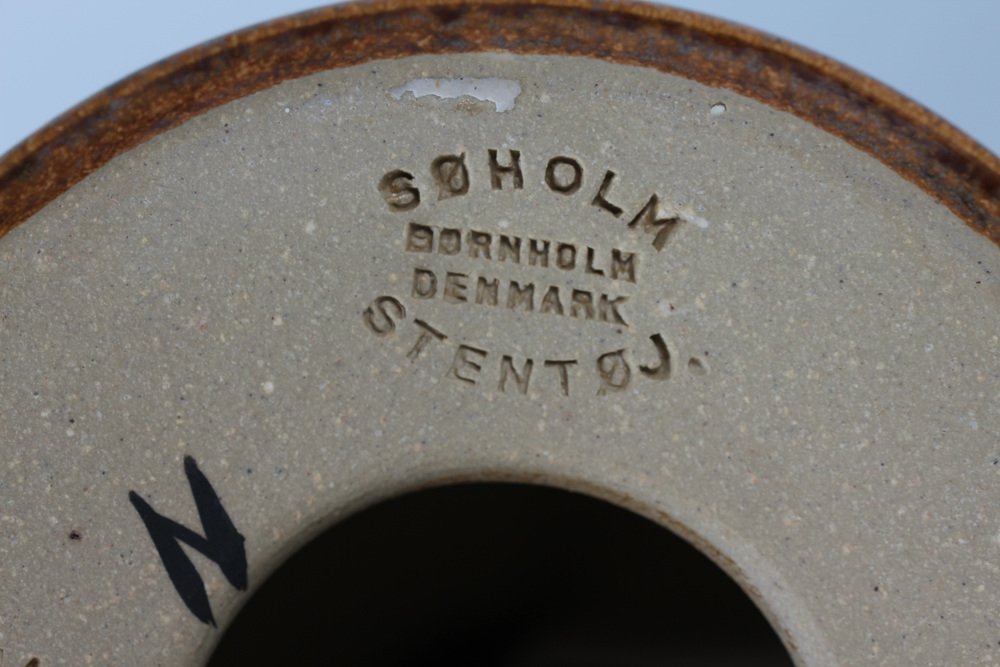 SØHOLM
BORNHOLM
DENMARK
STENTØJ.
N